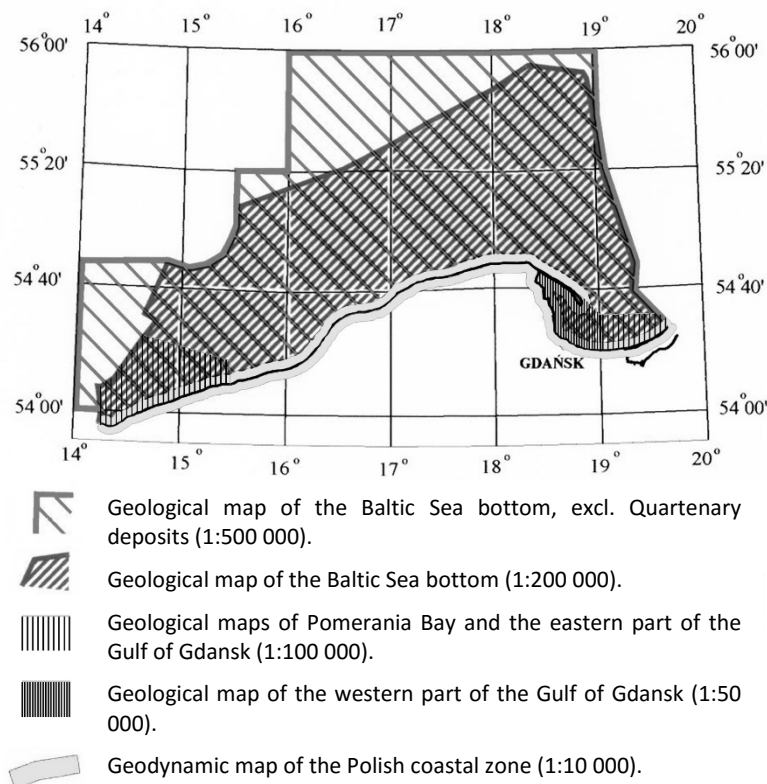 14° 15° 16° 17° 18° 19° 20°
56°00' 56°00'
55°20' 55°20'
54°40' 54°40'
GDAŃSK
54°00' 54°00'
14° 15° 16° 17° 18° 19° 20°
Geological map of the Baltic Sea bottom, excl. Quartenary
deposits (1:500 000).
Geological map of the Baltic Sea bottom (1:200 000).
Geological maps of Pomerania Bay and the eastern part of the
Gulf of Gdansk (1:100 000).
Geological map of the western part of the Gulf of Gdansk (1:50
000).
Geodynamic map of the Polish coastal zone (1:10 000).